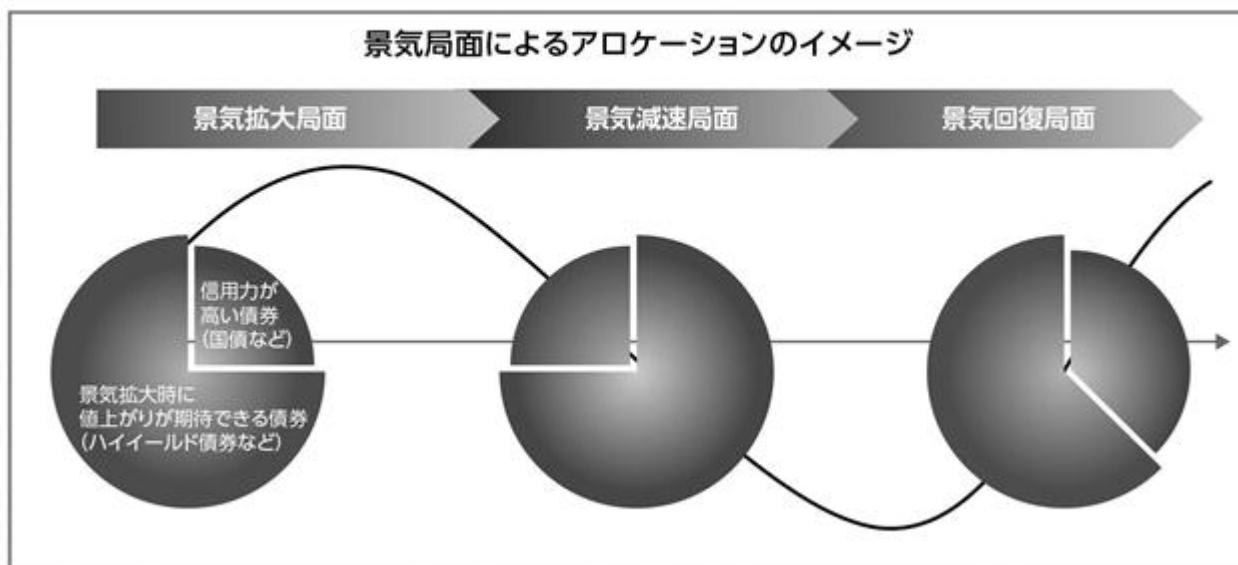 景気局面によるアロケーションのイメージ
景気拡大局面
景気減速局面
景気回復局面
信用力が
高い債券
(国債など)
景気拡大時に
値上がりが期待できる債券
(ハイイールド債券など)